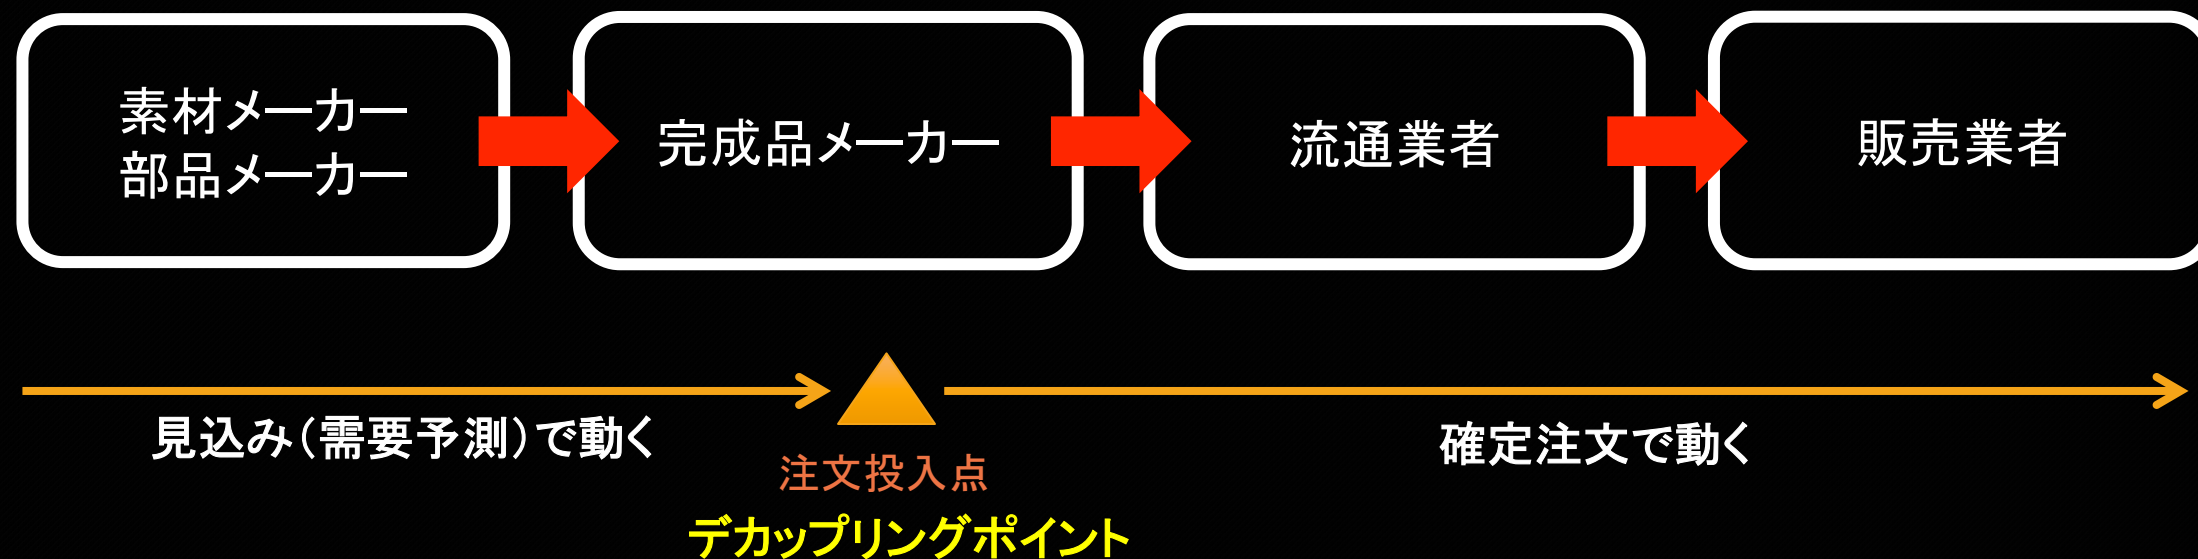 素材メーカー
部品メーカー
完成品メーカー
流通業者
販売業者
見込み(需要予測)で動く
確定注文で動く
注文投入点
デカップリングポイント